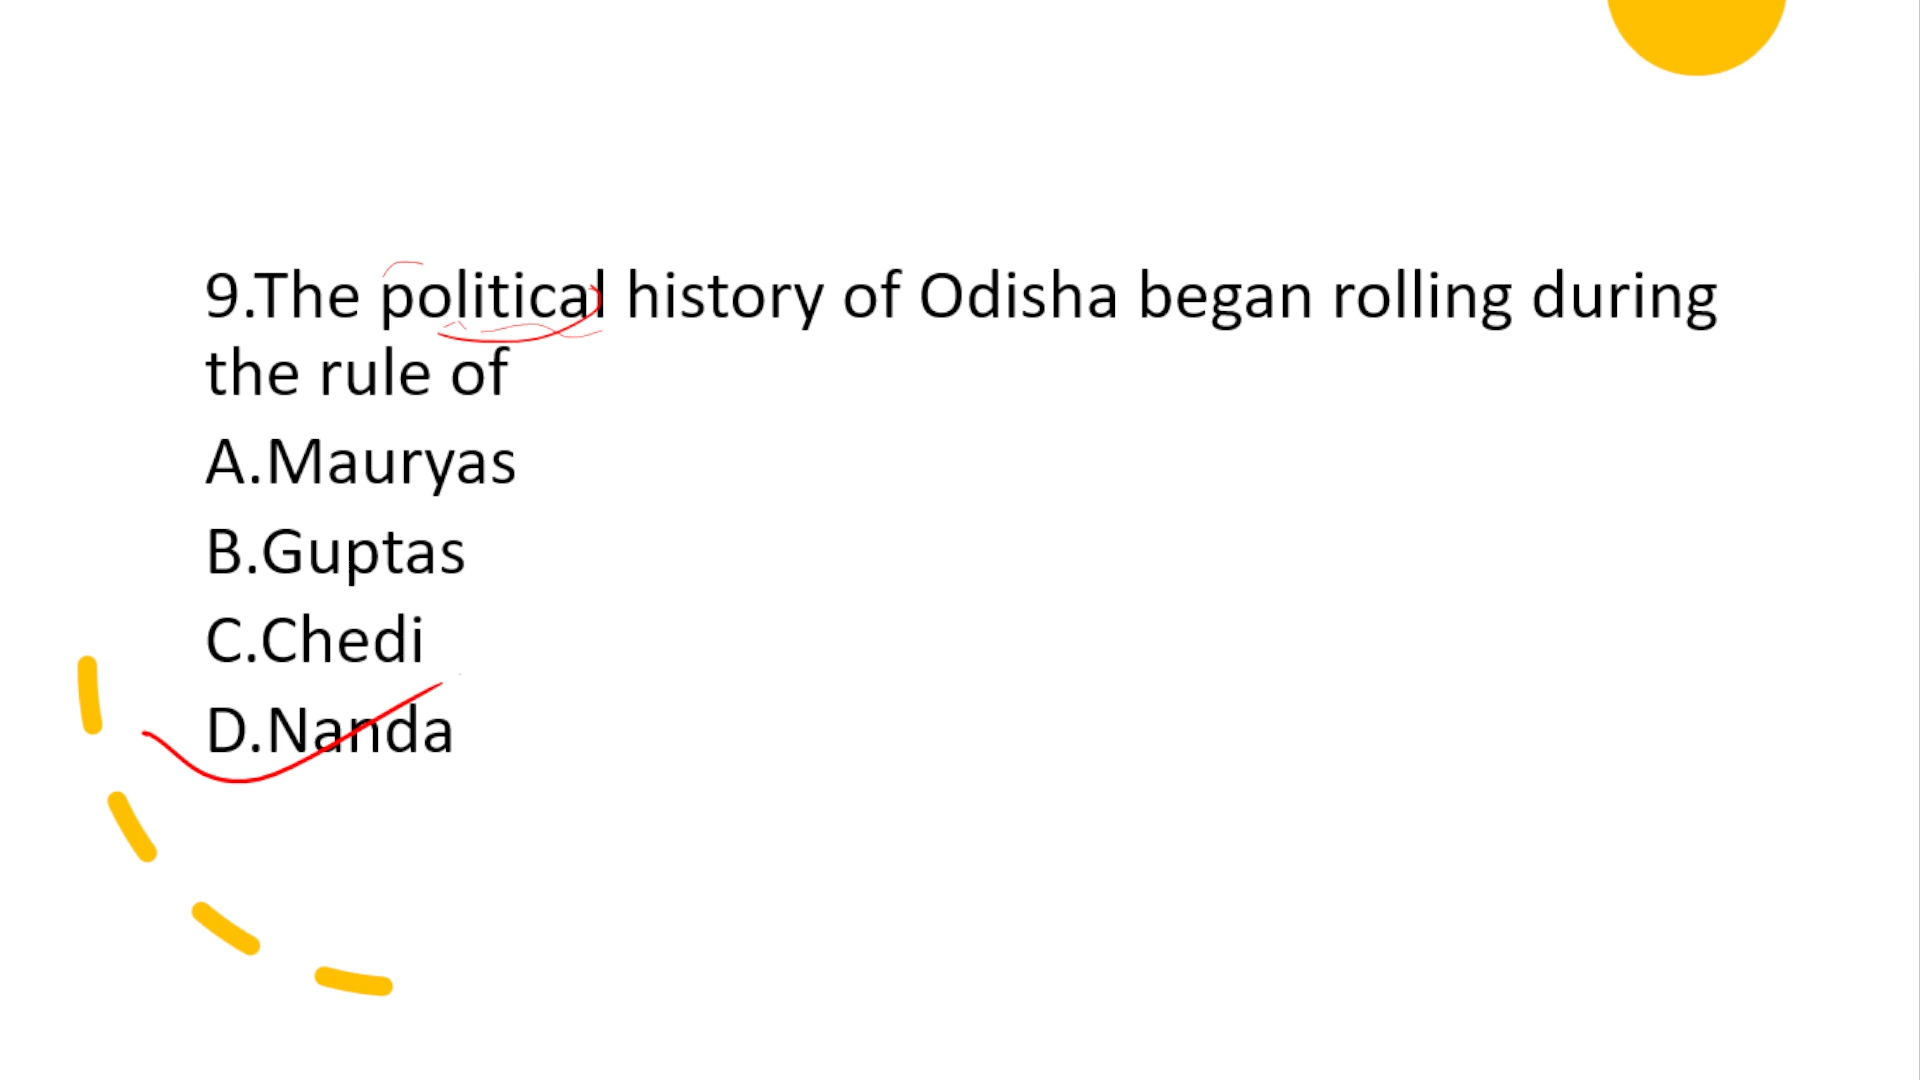 9.The political history of Odisha began rolling during
the rule of
A.Mauryas
B.Guptas
C.Chedi
D.Nanda